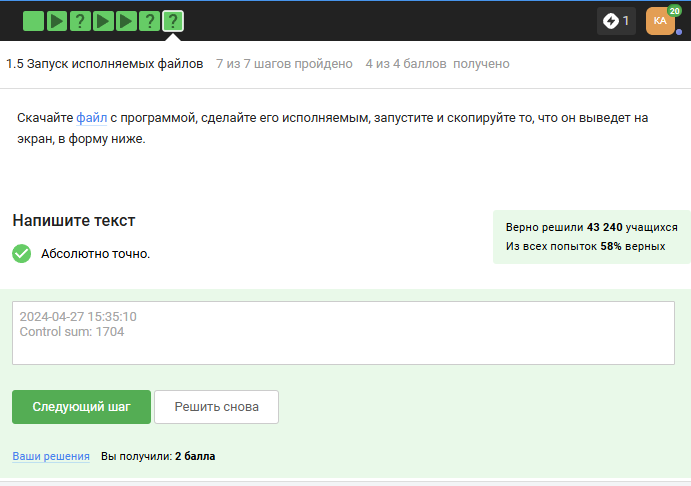 ? ? ?
1
КА
20
1.5 Запуск исполняемых файлов 7 из 7 шагов пройдено 4 из 4 баллов получено
Скачайте файл с программой, сделайте его исполняемым, запустите и скопируйте то, что он выведет на
экран, в форму ниже.
Напишите текст
Верно решили 43 240 учащихся
Из всех попыток 58% верных
Абсолютно точно.
2024-04-27 15:35:10
Control sum: 1704
Следующий шаг
Решить снова
Ваши решения Вы получили: 2 балла